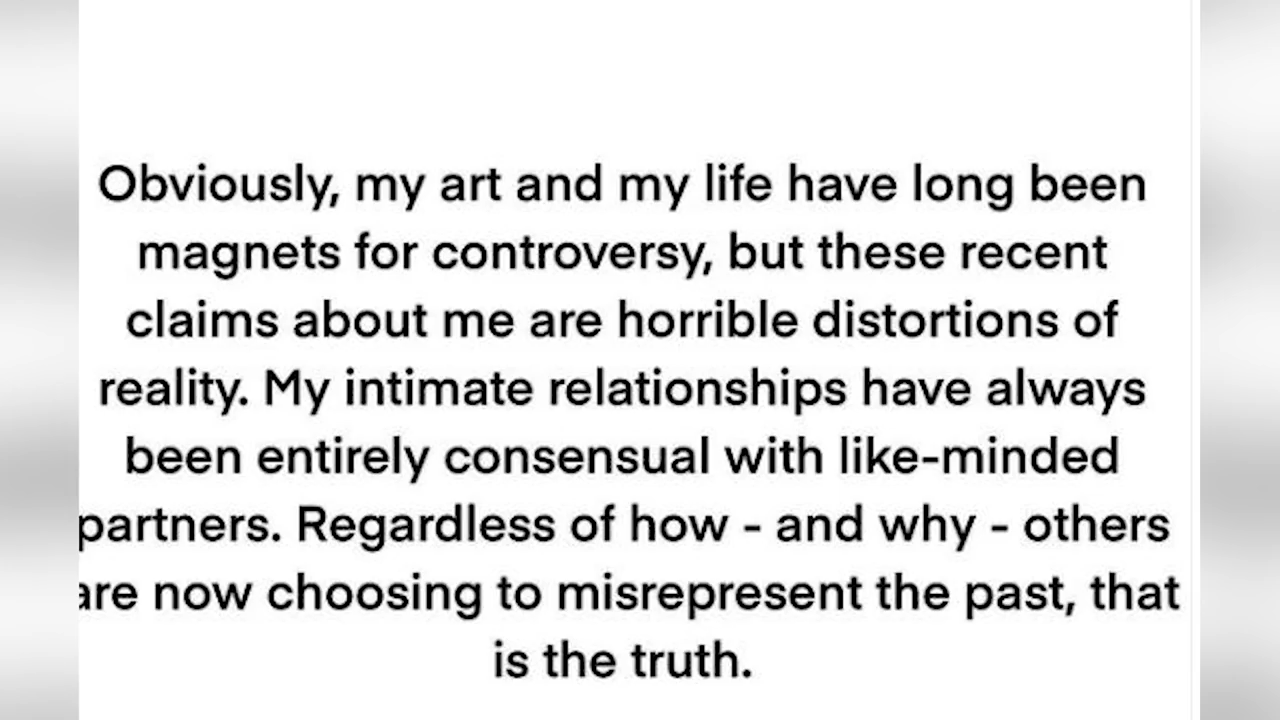 Obviously, my art and my life have long been
magnets for controversy, but these recent
claims about me are horrible distortions of
reality. My intimate relationships have always
been entirely consensual with like-minded
partners. Regardless of how - and why - others
are now choosing to misrepresent the past, that
is the truth.